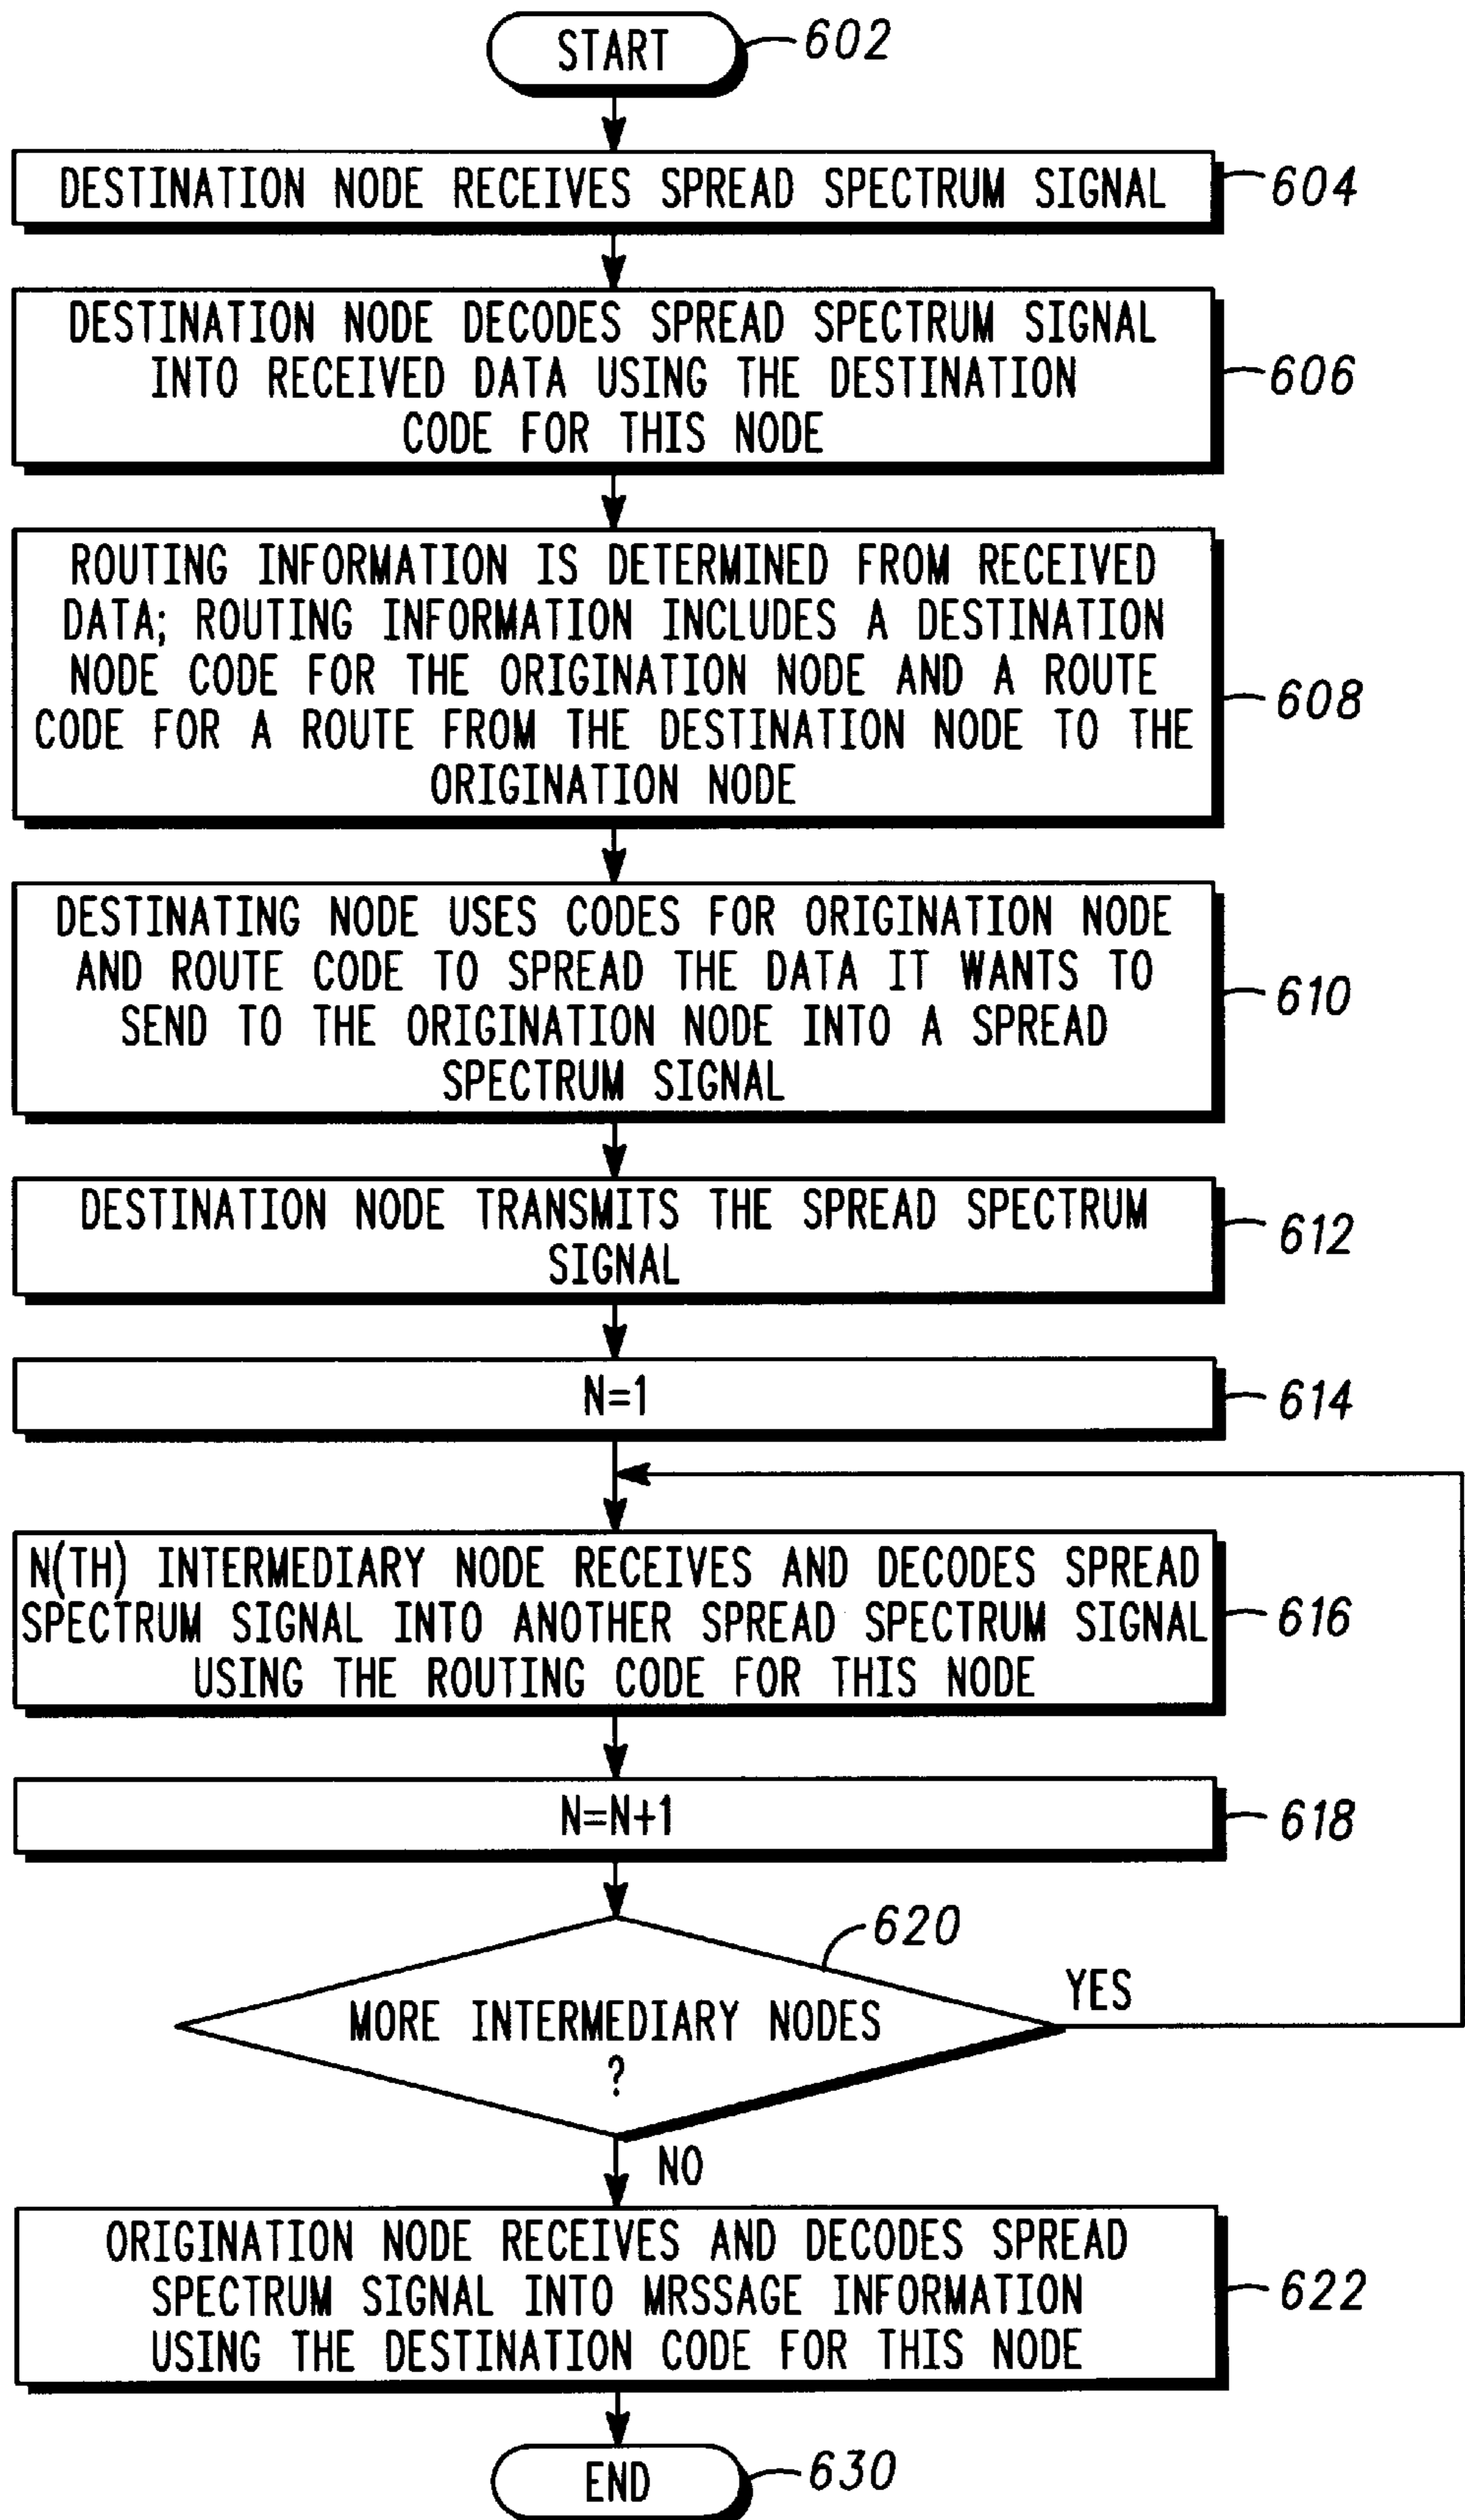 START
602
DESTINATION NODE RECEIVES SPREAD SPECTRUM SIGNAL
604
DESTINATION NODE DECODES SPREAD SPECTRUM SIGNAL
INTO RECEIVED DATA USING THE DESTINATION
CODE FOR THIS NODE
606
ROUTING INFORMATION IS DETERMINED FROM RECEIVED
DATA; ROUTING INFORMATION INCLUDES A DESTINATION
NODE CODE FOR THE ORIGINATION NODE AND A ROUTE
CODE FOR A ROUTE FROM THE DESTINATION NODE TO THE
ORIGINATION NODE
608
DESTINATING NODE USES CODES FOR ORIGINATION NODE
AND ROUTE CODE TO SPREAD THE DATA IT WANTS TO
SEND TO THE ORIGINATION NODE INTO A SPREAD
SPECTRUM SIGNAL
610
DESTINATION NODE TRANSMITS THE SPREAD SPECTRUM
SIGNAL
612
N=1
614
N(TH) INTERMEDIARY NODE RECEIVES AND DECODES SPREAD
SPECTRUM SIGNAL INTO ANOTHER SPREAD SPECTRUM SIGNAL
USING THE ROUTING CODE FOR THIS NODE
616
N=N+1
618
620
MORE INTERMEDIARY NODES
?
YES
NO
ORIGINATION NODE RECEIVES AND DECODES SPREAD
SPECTRUM SIGNAL INTO MRSSAGE INFORMATION
USING THE DESTINATION CODE FOR THIS NODE
622
END
630